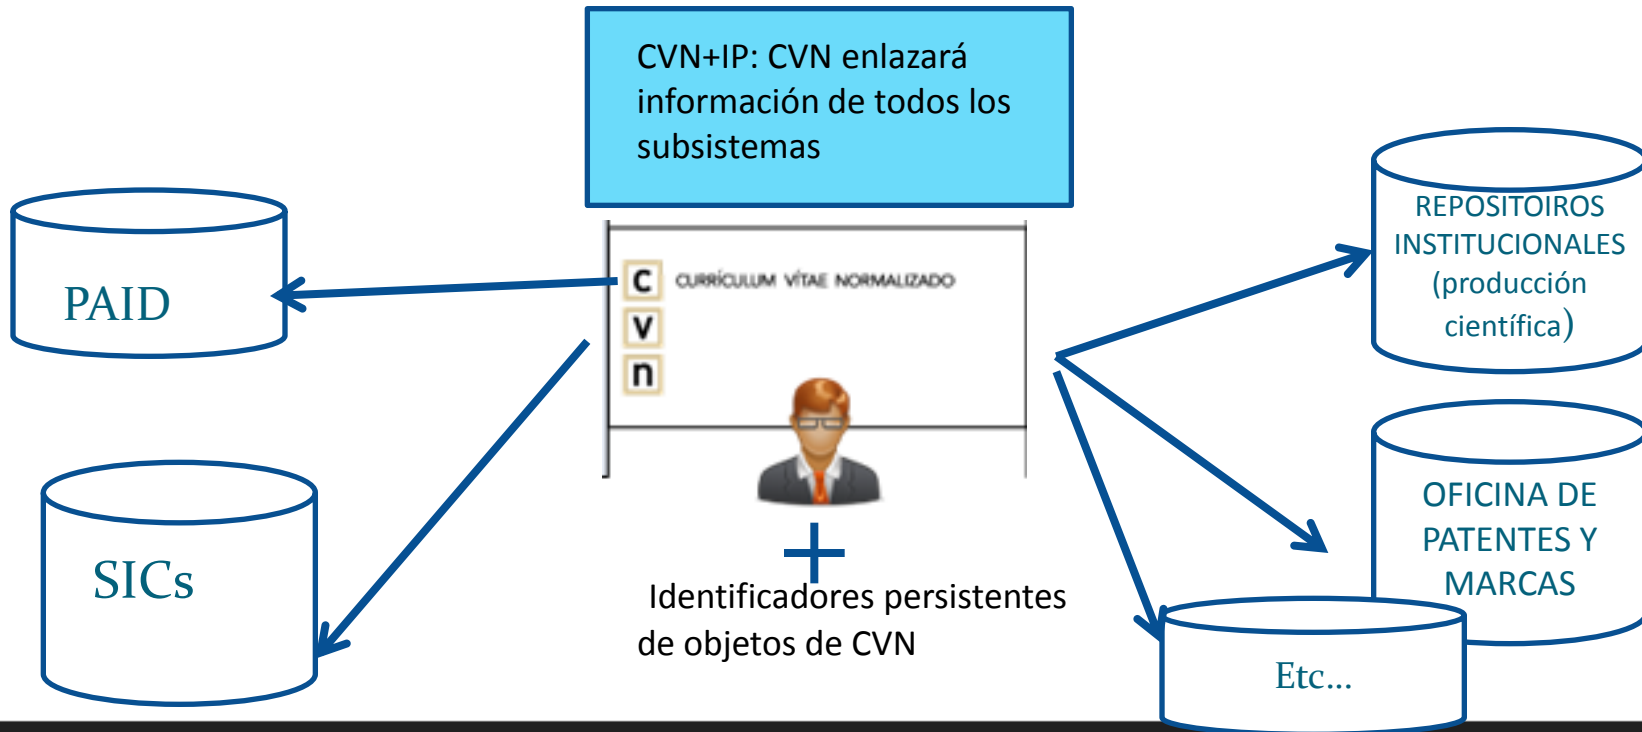 CVN+IP: CVN enlazará
información de todos los
subsistemas
PAID
SICs
C
V
n
CURRÍCULUM VÍTAE NORMALIZADO
Identificadores persistentes
de objetos de CVN
REPOSITOIROS
INSTITUCIONALES
(producción
científica)
OFICINA DE
PATENTES Y
MARCAS
Etc...